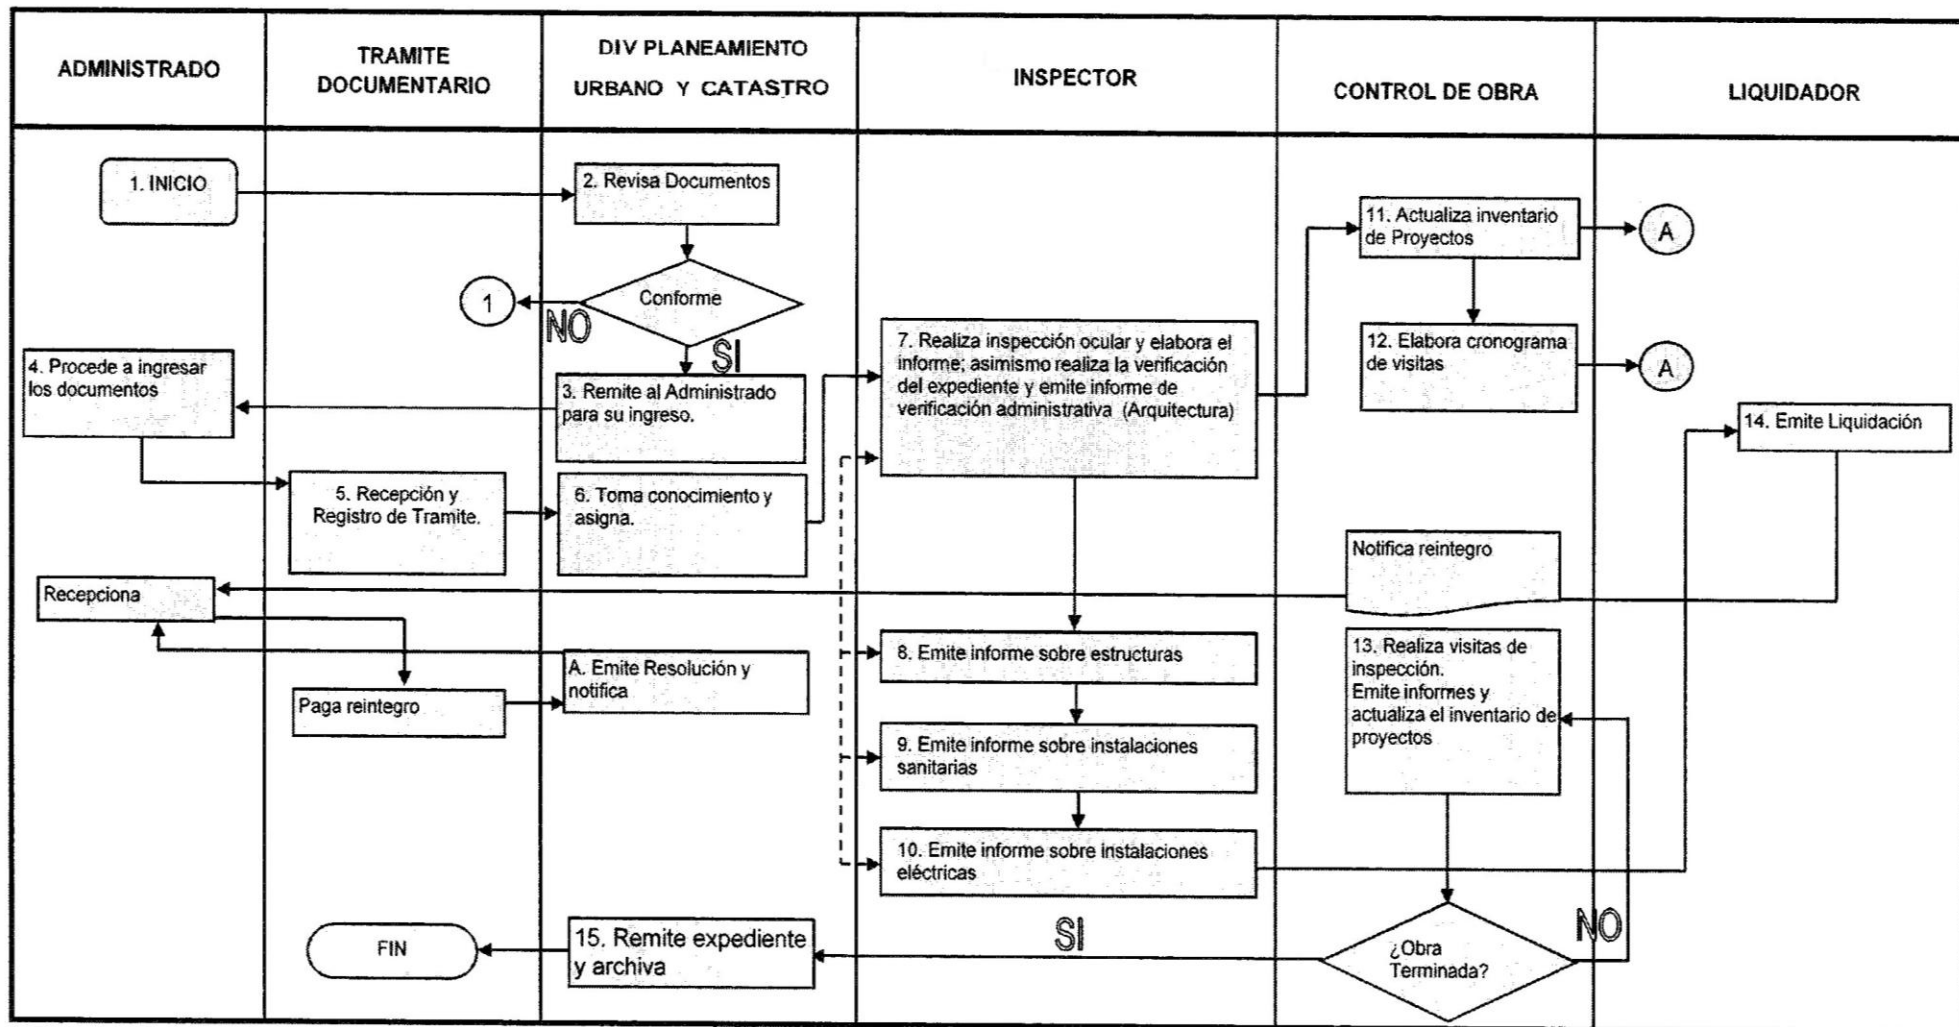 ADMINISTRADO
TRAMITE
DOCUMENTARIO
DIV PLANEAMIENTO
URBANO Y CATASTRO
INSPECTOR
CONTROL DE OBRA
LIQUIDADOR
1. INICIO
2. Revisa Documentos
Conforme
1
NO
SI
3. Remite al Administrado
para su ingreso.
4. Procede a ingresar
los documentos
5. Recepción y
Registro de Tramite.
6. Toma conocimiento y
asigna.
7. Realiza inspección ocular y elabora el
informe; asimismo realiza la verificación
del expediente y emite informe de
verificación administrativa (Arquitectura)
11. Actualiza inventario
de Proyectos
A
12. Elabora cronograma
de visitas
A
14. Emite Liquidación
Notifica reintegro
Recepciona
A. Emite Resolución y
notifica
Paga reintegro
8. Emite informe sobre estructuras
9. Emite informe sobre instalaciones
sanitarias
10. Emite informe sobre instalaciones
eléctricas
13. Realiza visitas de
inspección.
Emite informes y
actualiza el inventario de
proyectos
¿Obra
Terminada?
NO
SI
15. Remite expediente
y archiva
FIN